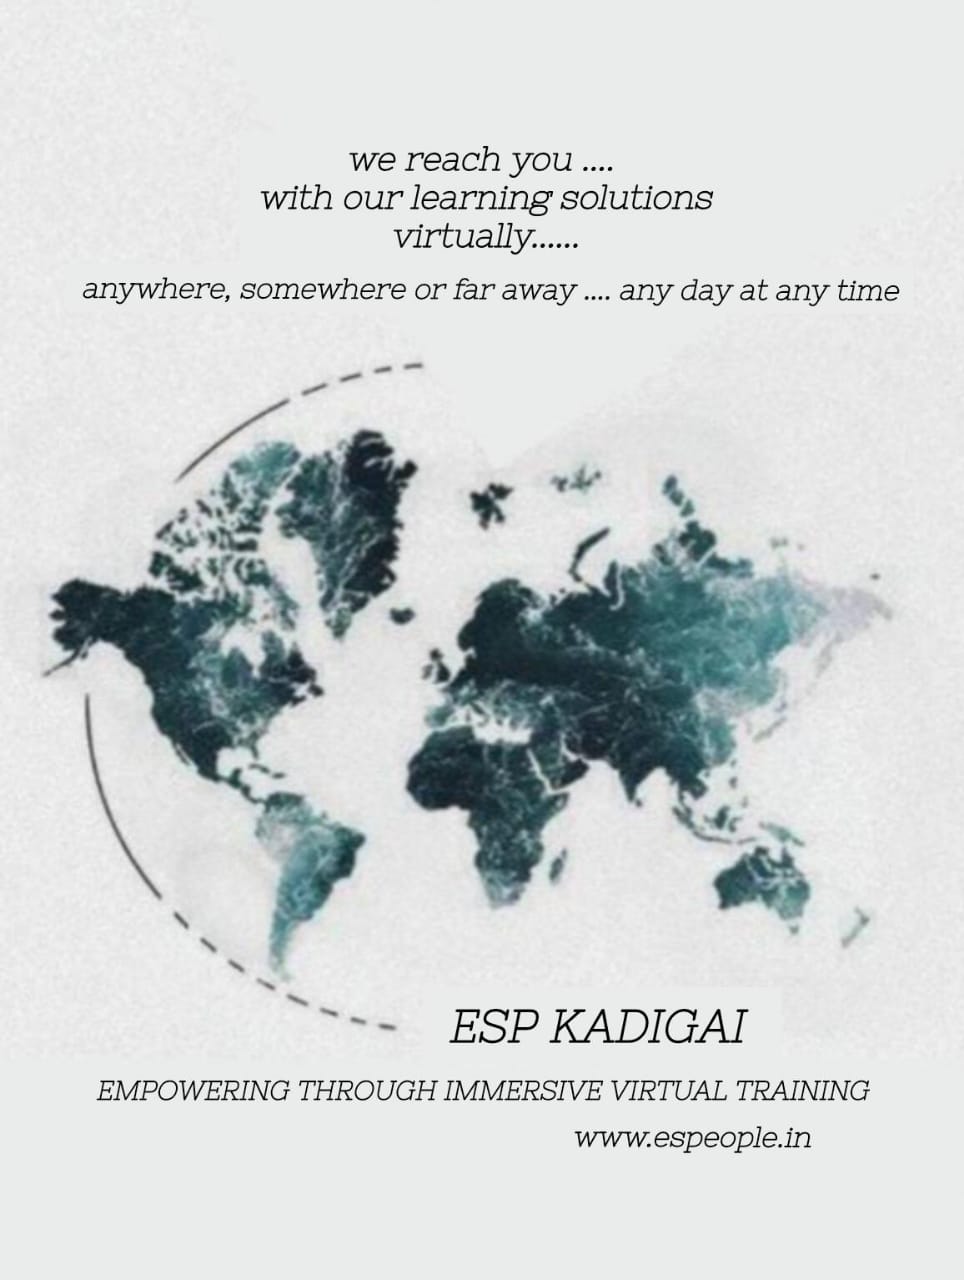 we reach you ....
with our learning solutions
virtually......
anywhere, somewhere or far away .... any day at any time
ESP KADIGAI
EMPOWERING THROUGH IMMERSIVE VIRTUAL TRAINING
www.espeople.in